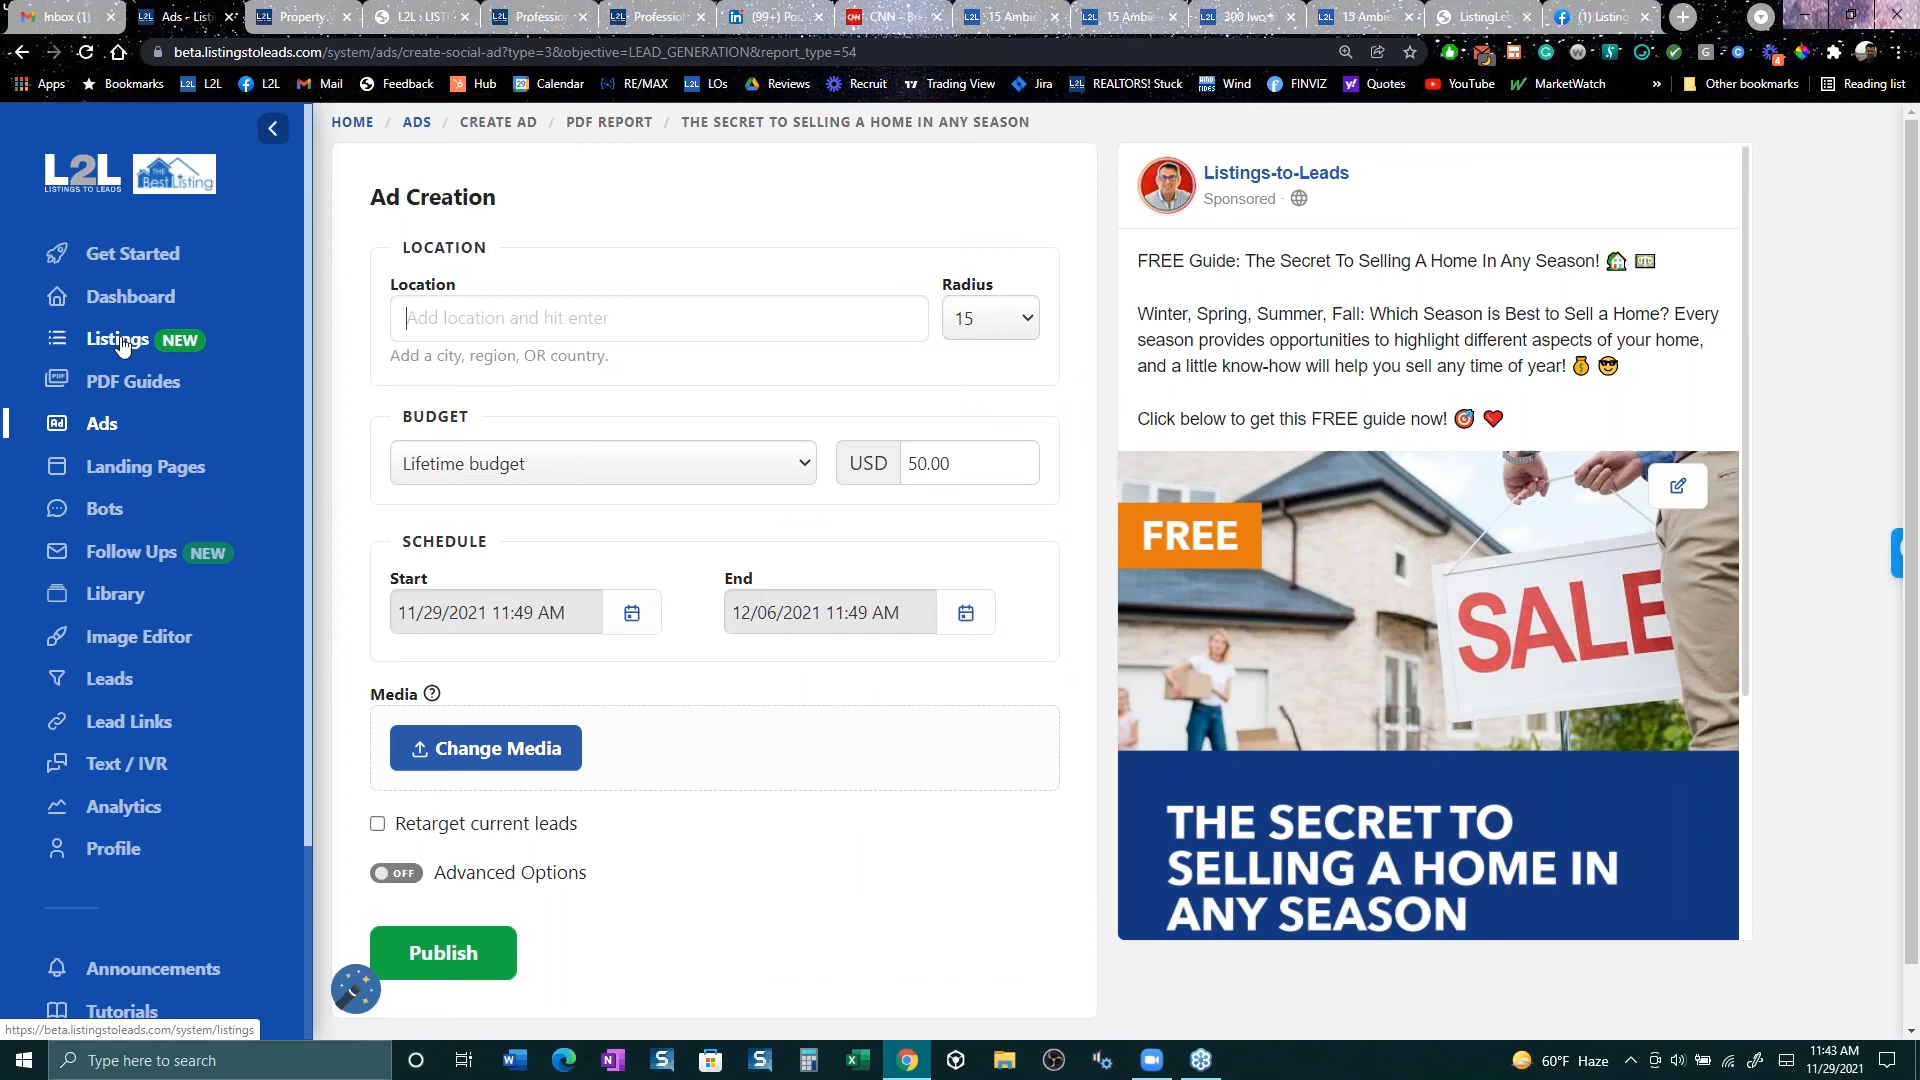 Inbox (1)
Ads - Listi
Property
L2L › LIST
Profession
(99+) Po
CNN - Br
15 Ambie
15 Ambie
13 Ambie
ListingLe
(1) Listing
beta.listingstoleads.com/system/ads/create-social-ad?type=3&objective=LEAD_GENERATION&report_type=54
Apps Bookmarks L2L L2L Mail Feedback Hub Calendar RE/MAX LOs Reviews Recruit Trading View Jira REALTORS! Stuck Wind FINVIZ Quotes YouTube MarketWatch » Other bookmarks Reading list
HOME / ADS / CREATE AD / PDF REPORT / THE SECRET TO SELLING A HOME IN ANY SEASON
L2L
LISTINGS TO LEADS
THE
Best Listing
Get Started
Dashboard
Listings NEW
PDF Guides
Ads
Landing Pages
Bots
Follow Ups NEW
Library
Image Editor
Leads
Lead Links
Text / IVR
Analytics
Profile
Announcements
Tutorials
https://beta.listingstoleads.com/system/listings
Ad Creation
LOCATION
Location Radius
Add location and hit enter 15
Add a city, region, OR country.
BUDGET
Lifetime budget USD 50.00
SCHEDULE
Start End
11/29/2021 11:49 AM 12/06/2021 11:49 AM
Media
Change Media
Retarget current leads
OFF Advanced Options
Publish
Listings-to-Leads
Sponsored ·
FREE Guide: The Secret To Selling A Home In Any Season! 🏠 💵
Winter, Spring, Summer, Fall: Which Season is Best to Sell a Home? Every
season provides opportunities to highlight different aspects of your home,
and a little know-how will help you sell any time of year! 💰 😎
Click below to get this FREE guide now! 🎯 ❤️
FREE
SALE
THE SECRET TO
SELLING A HOME IN
ANY SEASON
Type here to search
60°F Haze
11:43 AM
11/29/2021